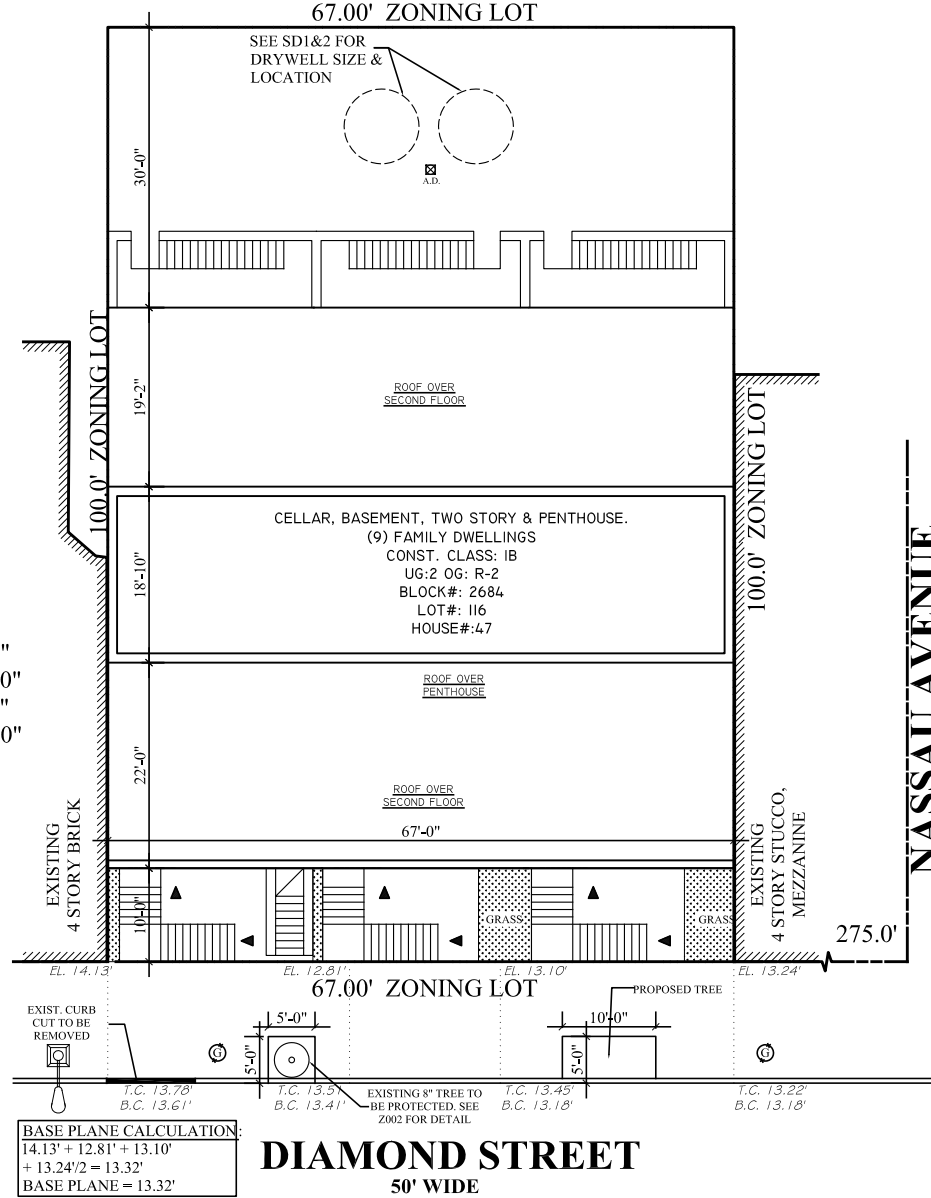 67.00' ZONING LOT
SEE SD1&2 FOR
DRYWELL SIZE &
LOCATION
30'-0"
A.D.
100.0' ZONING LOT
19'-2"
ROOF OVER
SECOND FLOOR
100.0' ZONING LOT
18'-10"
CELLAR, BASEMENT, TWO STORY & PENTHOUSE.
(9) FAMILY DWELLINGS
CONST. CLASS: IB
UG:2 OG: R-2
BLOCK#: 2684
LOT#: 116
HOUSE#:47
NASSAU AVENUE
"
0"
"
0"
ROOF OVER
PENTHOUSE
22'-0"
ROOF OVER
SECOND FLOOR
67'-0"
EXISTING
4 STORY BRICK
EXISTING
4 STORY STUCCO,
MEZZANINE
10'-0"
GRASS
GRASS
275.0'
EL. 14.13'
EL. 12.81'
EL. 13.10'
EL. 13.24'
67.00' ZONING LOT
PROPOSED TREE
EXIST. CURB
CUT TO BE
REMOVED
5'-0"
10'-0"
G
5'-0"
5'-0"
G
T.C. 13.78'
B.C. 13.61'
T.C. 13.51'
B.C. 13.41'
EXISTING 8" TREE TO
BE PROTECTED. SEE
Z002 FOR DETAIL
T.C. 13.45'
B.C. 13.18'
T.C. 13.22'
B.C. 13.18'
BASE PLANE CALCULATION:
14.13' + 12.81' + 13.10'
+ 13.24'/2 = 13.32'
BASE PLANE = 13.32'
DIAMOND STREET
50' WIDE